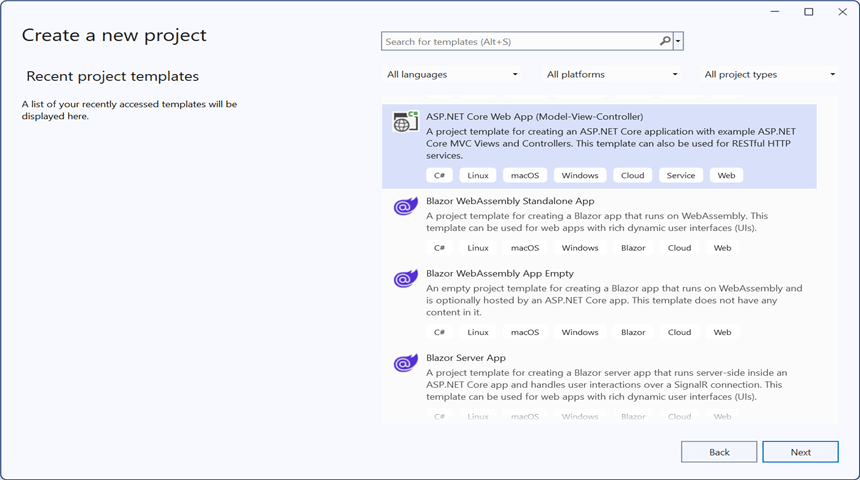 Create a new project
Search for templates (Alt+S)
Recent project templates
All languages
All platforms
All project types
A list of your recently accessed templates will be
displayed here.
ASP.NET Core Web App (Model-View-Controller)
A project template for creating an ASP.NET Core application with example ASP.NET
Core MVC Views and Controllers. This template can also be used for RESTful HTTP
services.
C# Linux macOS Windows Cloud Service Web
Blazor WebAssembly Standalone App
A project template for creating a Blazor app that runs on WebAssembly. This
template can be used for web apps with rich dynamic user interfaces (UIs).
C# Linux macOS Windows Blazor Cloud Web
Blazor WebAssembly App Empty
An empty project template for creating a Blazor app that runs on WebAssembly and
is optionally hosted by an ASP.NET Core app. This template does not have any
content in it.
C# Linux macOS Windows Blazor Cloud Web
Blazor Server App
A project template for creating a Blazor server app that runs server-side inside an
ASP.NET Core app and handles user interactions over a SignalR connection. This
template can be used for web apps with rich dynamic user interfaces (UIs).
C# Linux macOS Windows Blazor Cloud Web
Back
Next